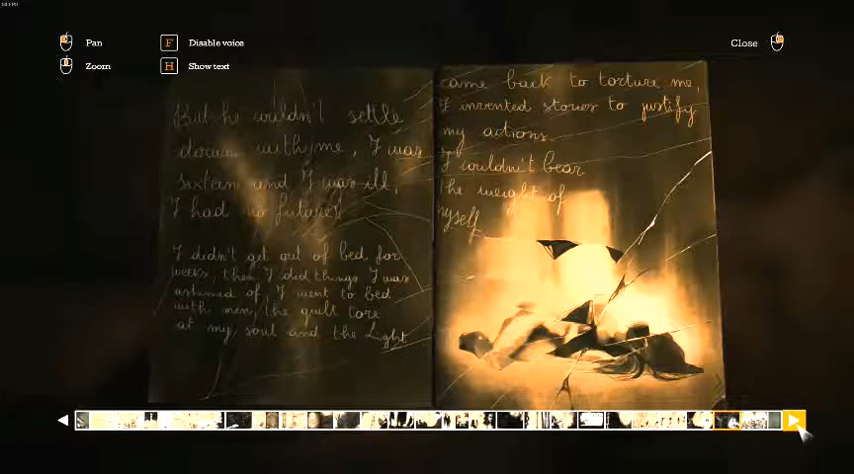 50 FPS
Pan
F
Disable voice
Zoom
H
Show text
Close
But he wouldn't settle
down with me, I was
sixteen and I was ill,
I had no future!
I didn't get out of bed for
weeks, then I did things I was
ashamed of. I went to bed
with men, the guilt tore
at my soul and the Light
came back to torture me,
I invented stories to justify
my actions.
I couldn't bear
the weight of
myself